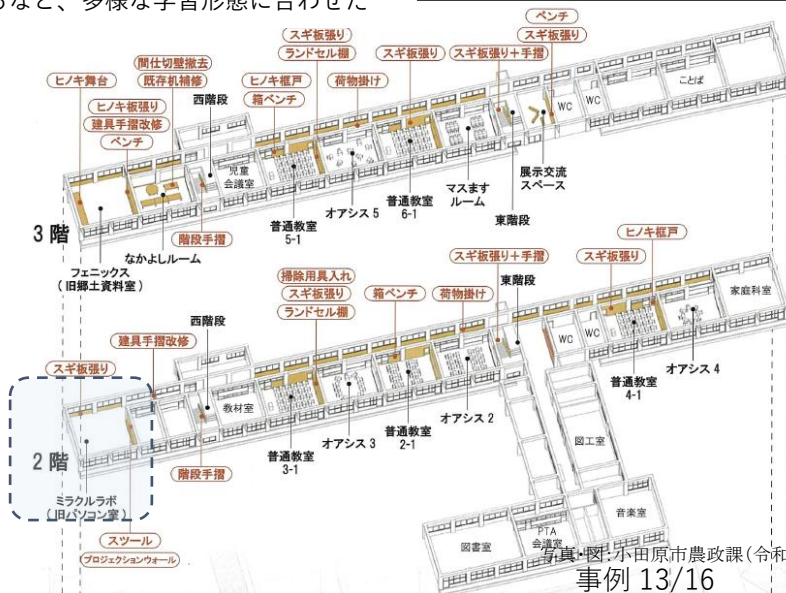 るなど、多様な学習形態に合わせた
ベンチ
スギ板張り
スギ板張り
ランドセル棚
スギ板張り
スギ板張り+手摺
間仕切壁撤去
既存机補修
ヒノキ舞台
ヒノキ框戸
荷物掛け
箱ベンチ
西階段
ヒノキ板張り
建具手摺改修
ベンチ
ことば
WC
WC
児童
会議室
オアシス 5
普通教室
5-1
普通教室
6-1
マスます
ルーム
東階段
展示交流
スペース
3 階
フェニックス
(旧郷土資料室)
なかよしルーム
階段手摺
ヒノキ框戸
スギ板張り+手摺
スギ板張り
掃除用具入れ
スギ板張り
ランドセル棚
箱ベンチ
荷物掛け
東階段
家庭科室
西階段
建具手摺改修
スギ板張り
WC
WC
教材室
普通教室
3-1
オアシス 3
普通教室
2-1
オアシス 2
普通教室
4-1
オアシス 4
2 階
階段手摺
ミラクルラボ
(旧パソコン室)
スツール
プロジェクションウォール
図工室
図書室
PTA
会議室
音楽室
写真・図:小田原市農政課(令和
事例 13/16